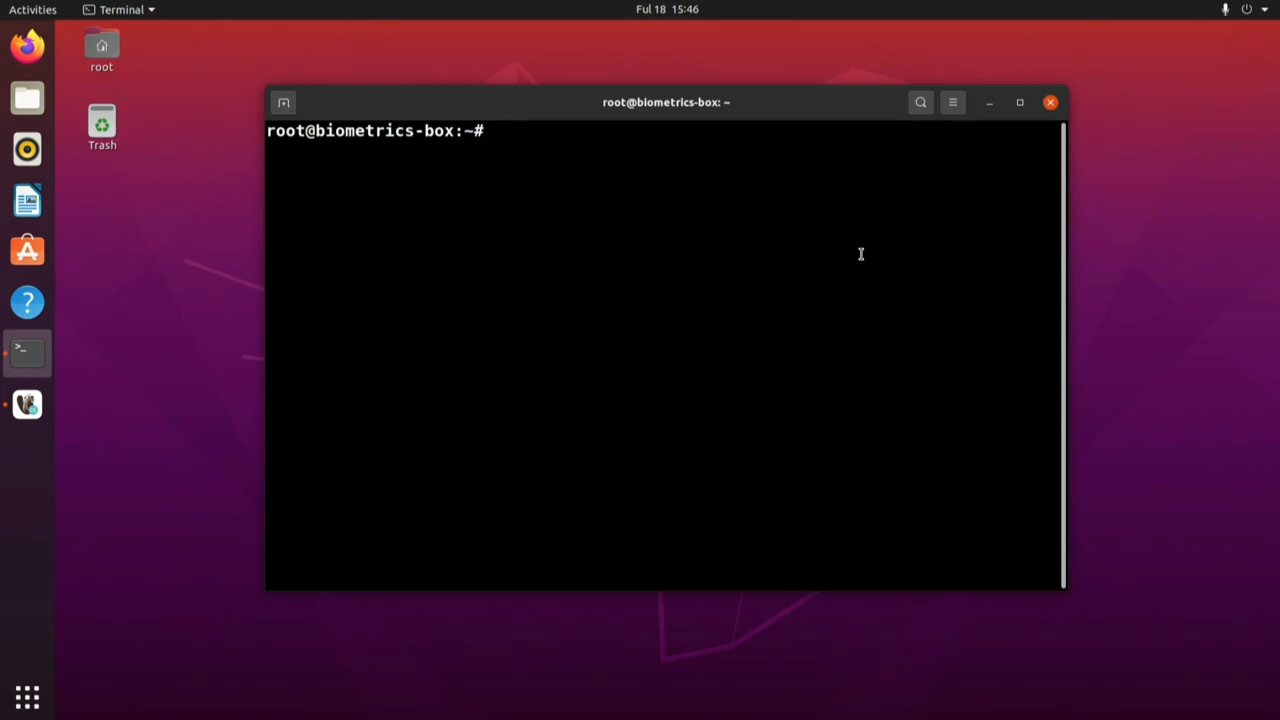 Activities Terminal Ful 18 15:46
root
Trash
root@biometrics-box: ~
root@biometrics-box:~#